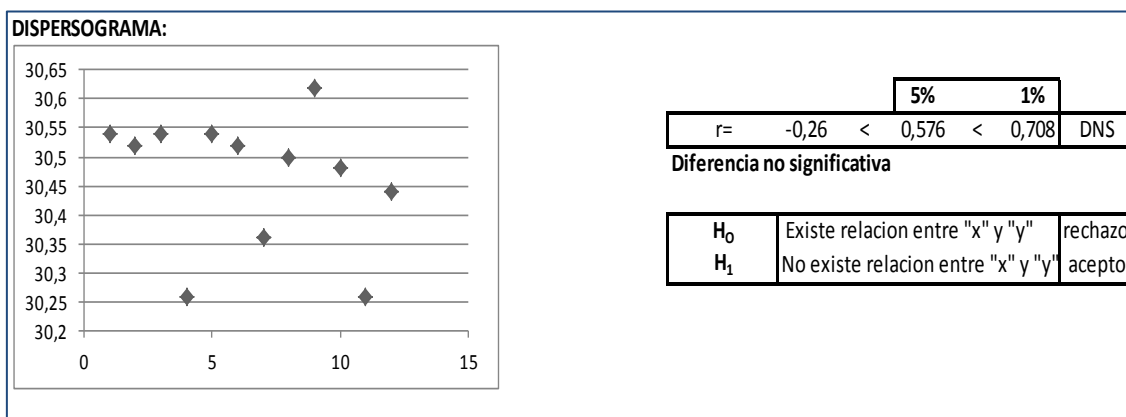 DISPERSOGRAMA:
30,65
30,6
30,55
30,5
30,45
30,4
30,35
30,3
30,25
30,2
0 5 10 15
5% 1%
r= -0,26 < 0,576 < 0,708 DNS
Diferencia no significativa
H0 Existe relacion entre "x" y "y" rechazo
H1 No existe relacion entre "x" y "y" acepto